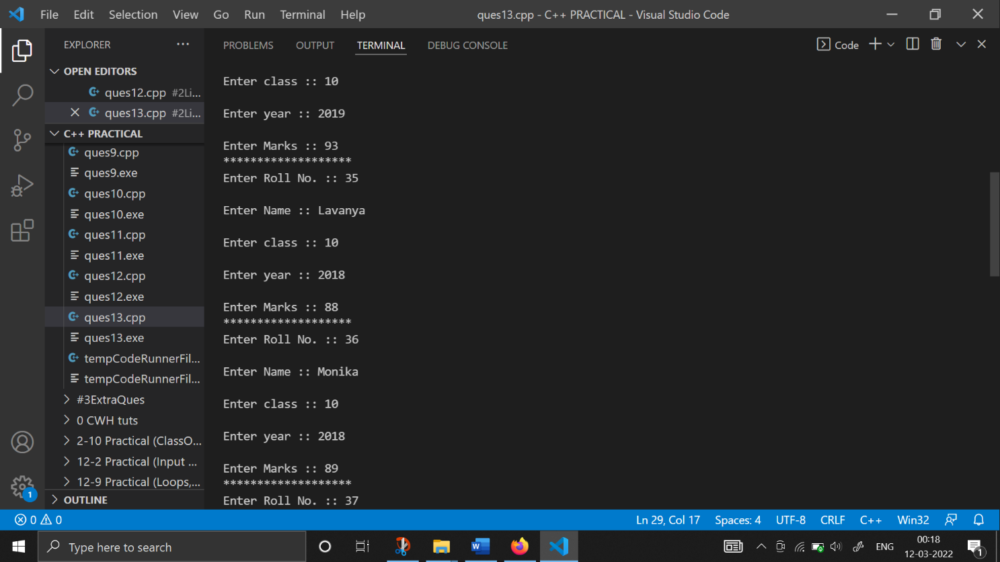 File Edit Selection View Go Run Terminal Help
ques13.cpp - C++ PRACTICAL - Visual Studio Code
EXPLORER
OPEN EDITORS
ques12.cpp #2Li...
ques13.cpp #2Li...
C++ PRACTICAL
ques9.cpp
ques9.exe
ques10.cpp
ques10.exe
ques11.cpp
ques11.exe
ques12.cpp
ques12.exe
ques13.cpp
ques13.exe
tempCodeRunnerFil...
tempCodeRunnerFil...
#3ExtraQues
0 CWH tuts
2-10 Practical (ClassO...
12-2 Practical (Input ...
12-9 Practical (Loops,...
OUTLINE
PROBLEMS OUTPUT TERMINAL DEBUG CONSOLE
Code
Enter class :: 10
Enter year :: 2019
Enter Marks :: 93
*******************
Enter Roll No. :: 35
Enter Name :: Lavanya
Enter class :: 10
Enter year :: 2018
Enter Marks :: 88
*******************
Enter Roll No. :: 36
Enter Name :: Monika
Enter class :: 10
Enter year :: 2018
Enter Marks :: 89
*******************
Enter Roll No. :: 37
1
0 0
Ln 29, Col 17 Spaces: 4 UTF-8 CRLF C++ Win32
Type here to search
ENG
00:18
12-03-2022
1